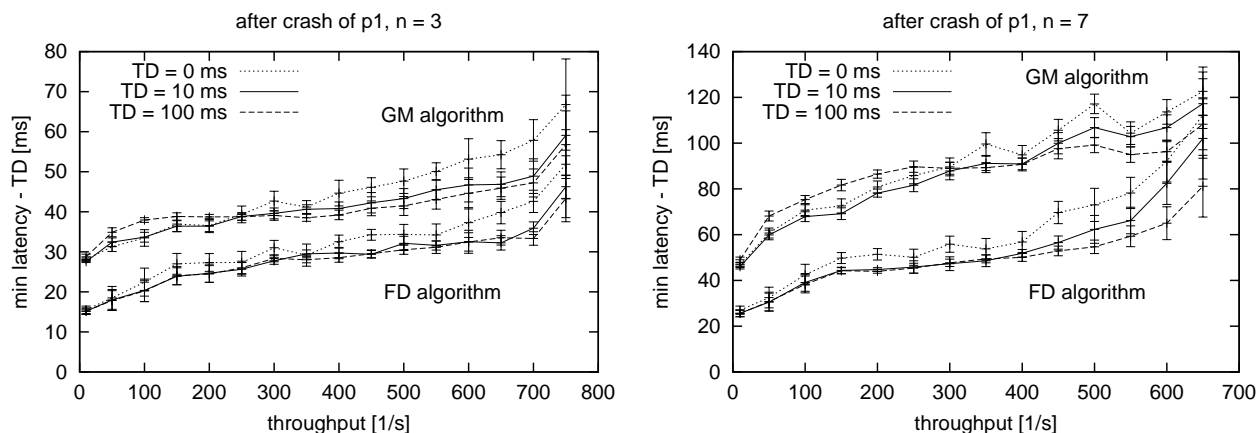 after crash of p1, n = 3
80
70
60
50
40
30
20
10
0
min latency - TD [ms]
TD = 0 ms
TD = 10 ms
TD = 100 ms
GM algorithm
FD algorithm
0 100 200 300 400 500 600 700 800
throughput [1/s]
after crash of p1, n = 7
140
120
100
80
60
40
20
0
min latency - TD [ms]
TD = 0 ms
TD = 10 ms
TD = 100 ms
GM algorithm
FD algorithm
0 100 200 300 400 500 600 700
throughput [1/s]